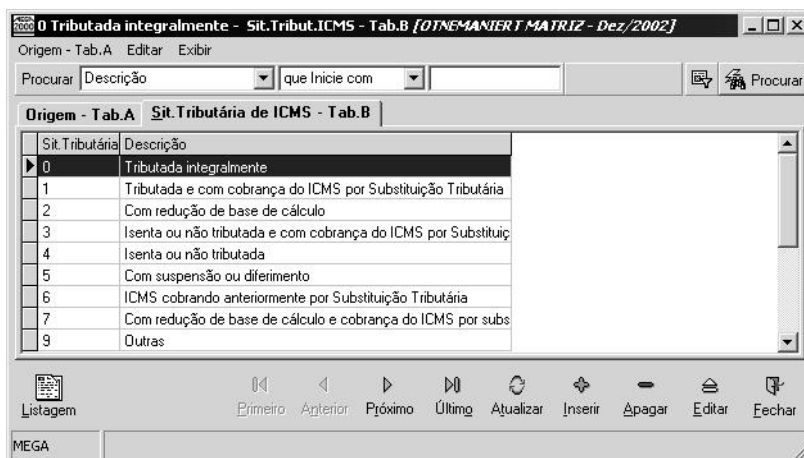 0 Tributada integralmente - Sit.Tribut.ICMS - Tab.B [OTNEMANIERT MATRIZ - Dez/2002]
Origem - Tab.A Editar Exibir
Procurar Descrição que Inicie com Procurar
Origem - Tab.A Sit.Tributária de ICMS - Tab.B
Sit.Tributária Descrição
0 Tributada integralmente
1 Tributada e com cobrança do ICMS por Substituição Tributária
2 Com redução de base de cálculo
3 Isenta ou não tributada e com cobrança do ICMS por Substituiç
4 Isenta ou não tributada
5 Com suspensão ou diferimento
6 ICMS cobrando anteriormente por Substituição Tributária
7 Com redução de base de cálculo e cobrança do ICMS por subs
9 Outras
Listagem Primeiro Anterior Próximo Último Atualizar Inserir Apagar Editar Fechar
MEGA